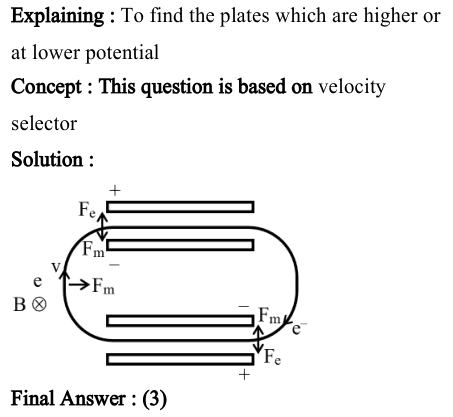 Explaining : To find the plates which are higher or
at lower potential
Concept : This question is based on velocity
selector
Solution :
+
Fe
Fm
−
v
e
Fm
B ⊗
−
Fm
e−
Fe
+
Final Answer : (3)